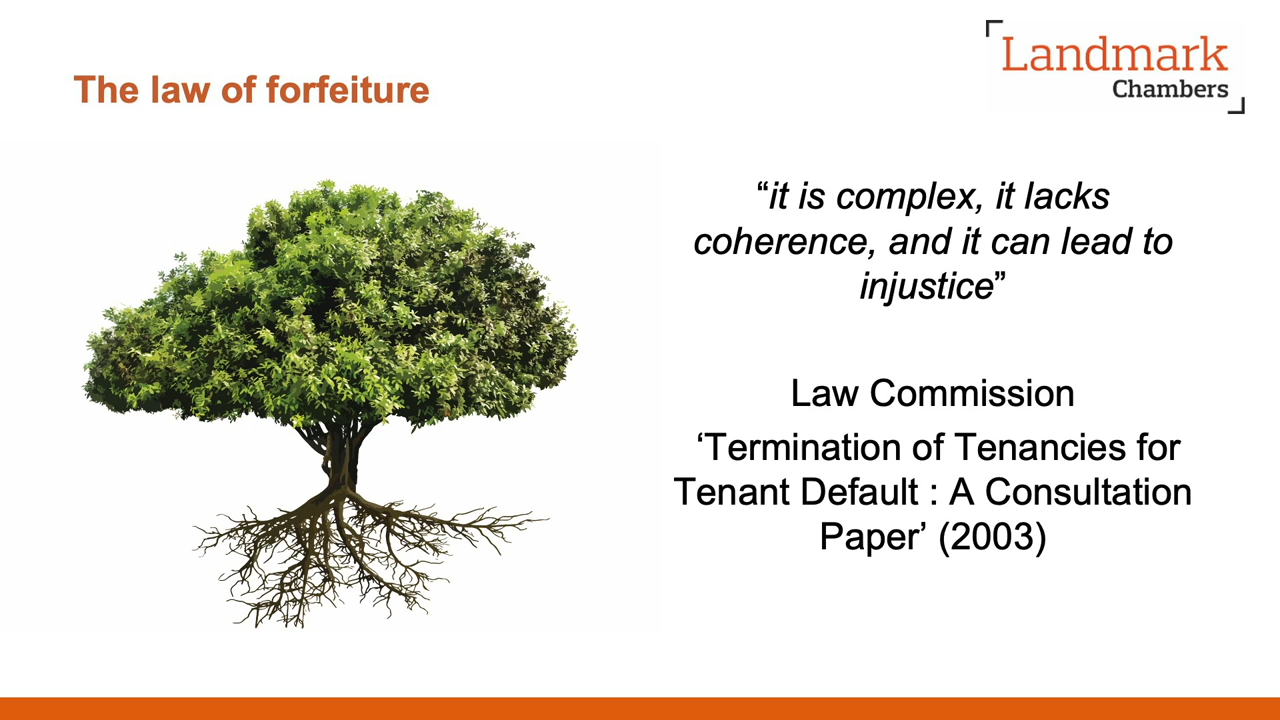 The law of forfeiture
Landmark
Chambers
“it is complex, it lacks
coherence, and it can lead to
injustice”
Law Commission
‘Termination of Tenancies for
Tenant Default : A Consultation
Paper’ (2003)